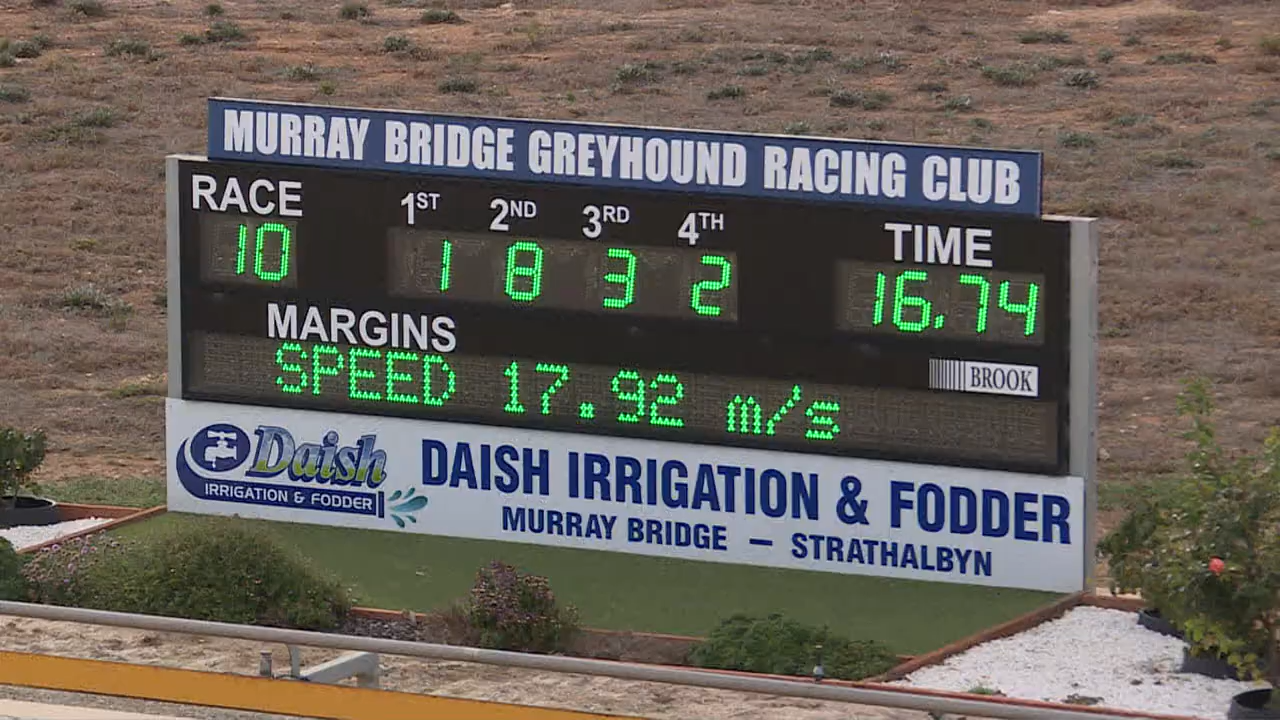 MURRAY BRIDGE GREYHOUND RACING CLUB
RACE 1ST 2ND 3RD 4TH TIME
10 1 8 3 2 16.74
MARGINS
SPEED 17.92 m/s
BROOK
Daish
IRRIGATION & FODDER
DAISH IRRIGATION & FODDER
MURRAY BRIDGE – STRATHALBYN